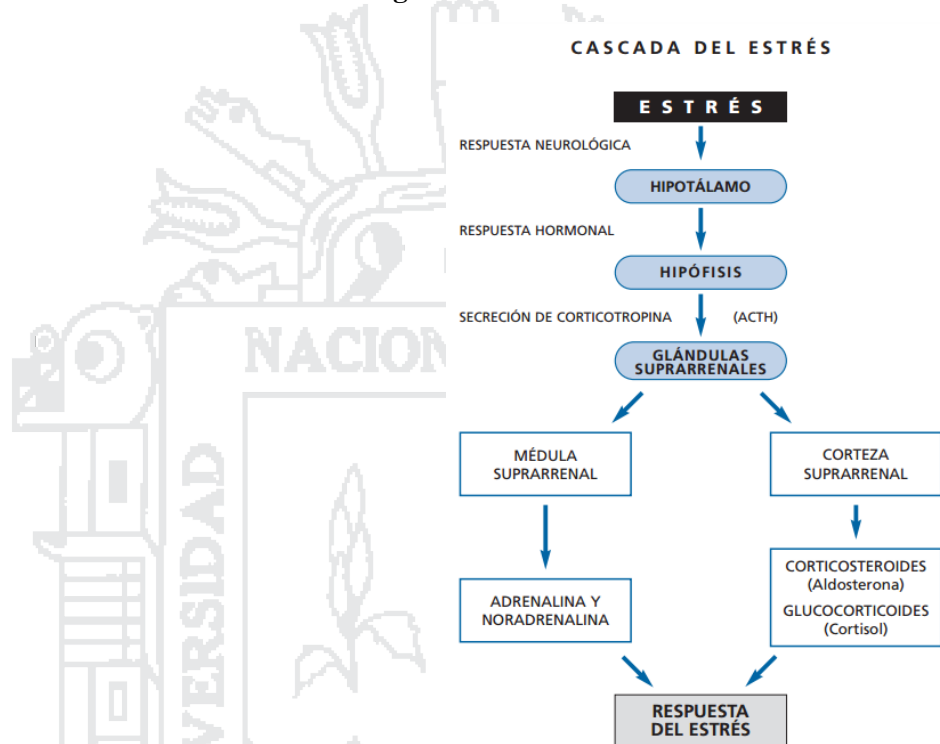 CASCADA DEL ESTRÉS
ESTRÉS
RESPUESTA NEUROLÓGICA
HIPOTÁLAMO
RESPUESTA HORMONAL
HIPÓFISIS
SECRECIÓN DE CORTICOTROPINA (ACTH)
GLÁNDULAS
SUPRARRENALES
MÉDULA
SUPRARRENAL
CORTEZA
SUPRARRENAL
ADRENALINA Y
NORADRENALINA
CORTICOSTEROIDES
(Aldosterona)
GLUCOCORTICOIDES
(Cortisol)
RESPUESTA
DEL ESTRÉS
NACION
VERSIDAD